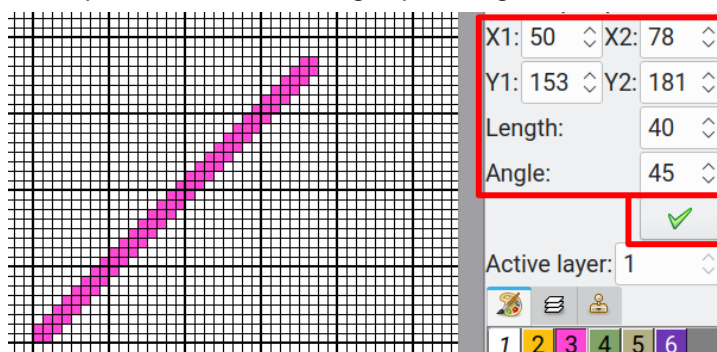 X1: 50 X2: 78
Y1: 153 Y2: 181
Length: 40
Angle: 45
Active layer: 1
1 2 3 4 5 6